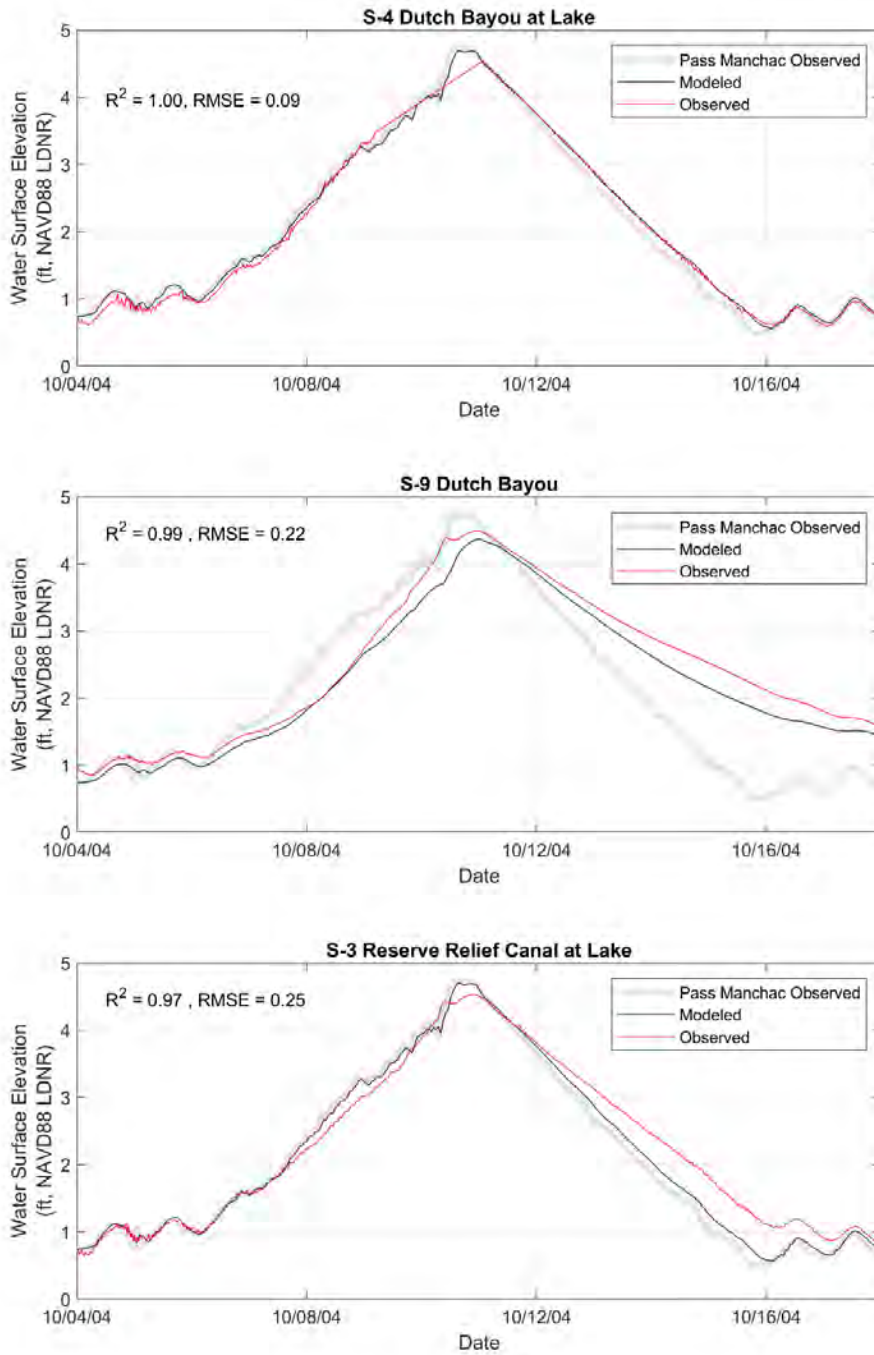 S-4 Dutch Bayou at Lake
5
4
3
2
1
0
Water Surface Elevation
(ft, NAVD88 LDNR)
R² = 1.00, RMSE = 0.09
Pass Manchac Observed
Modeled
Observed
10/04/04 10/08/04 10/12/04 10/16/04
Date
S-9 Dutch Bayou
5
4
3
2
1
0
Water Surface Elevation
(ft, NAVD88 LDNR)
R² = 0.99 , RMSE = 0.22
Pass Manchac Observed
Modeled
Observed
10/04/04 10/08/04 10/12/04 10/16/04
Date
S-3 Reserve Relief Canal at Lake
5
4
3
2
1
0
Water Surface Elevation
(ft, NAVD88 LDNR)
R² = 0.97 , RMSE = 0.25
Pass Manchac Observed
Modeled
Observed
10/04/04 10/08/04 10/12/04 10/16/04
Date